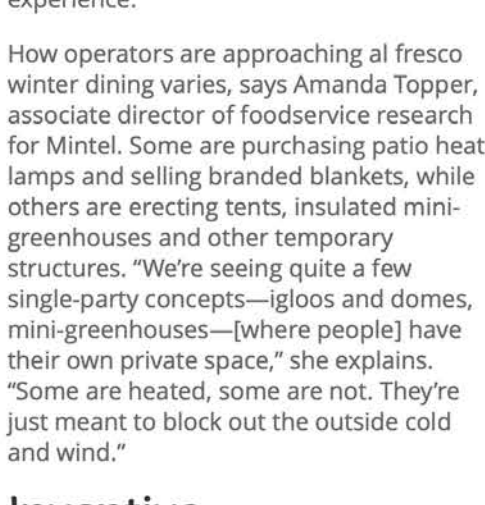 experience.
How operators are approaching al fresco
winter dining varies, says Amanda Topper,
associate director of foodservice research
for Mintel. Some are purchasing patio heat
lamps and selling branded blankets, while
others are erecting tents, insulated mini-
greenhouses and other temporary
structures. “We’re seeing quite a few
single-party concepts—igloos and domes,
mini-greenhouses—[where people] have
their own private space,” she explains.
“Some are heated, some are not. They’re
just meant to block out the outside cold
and wind.”